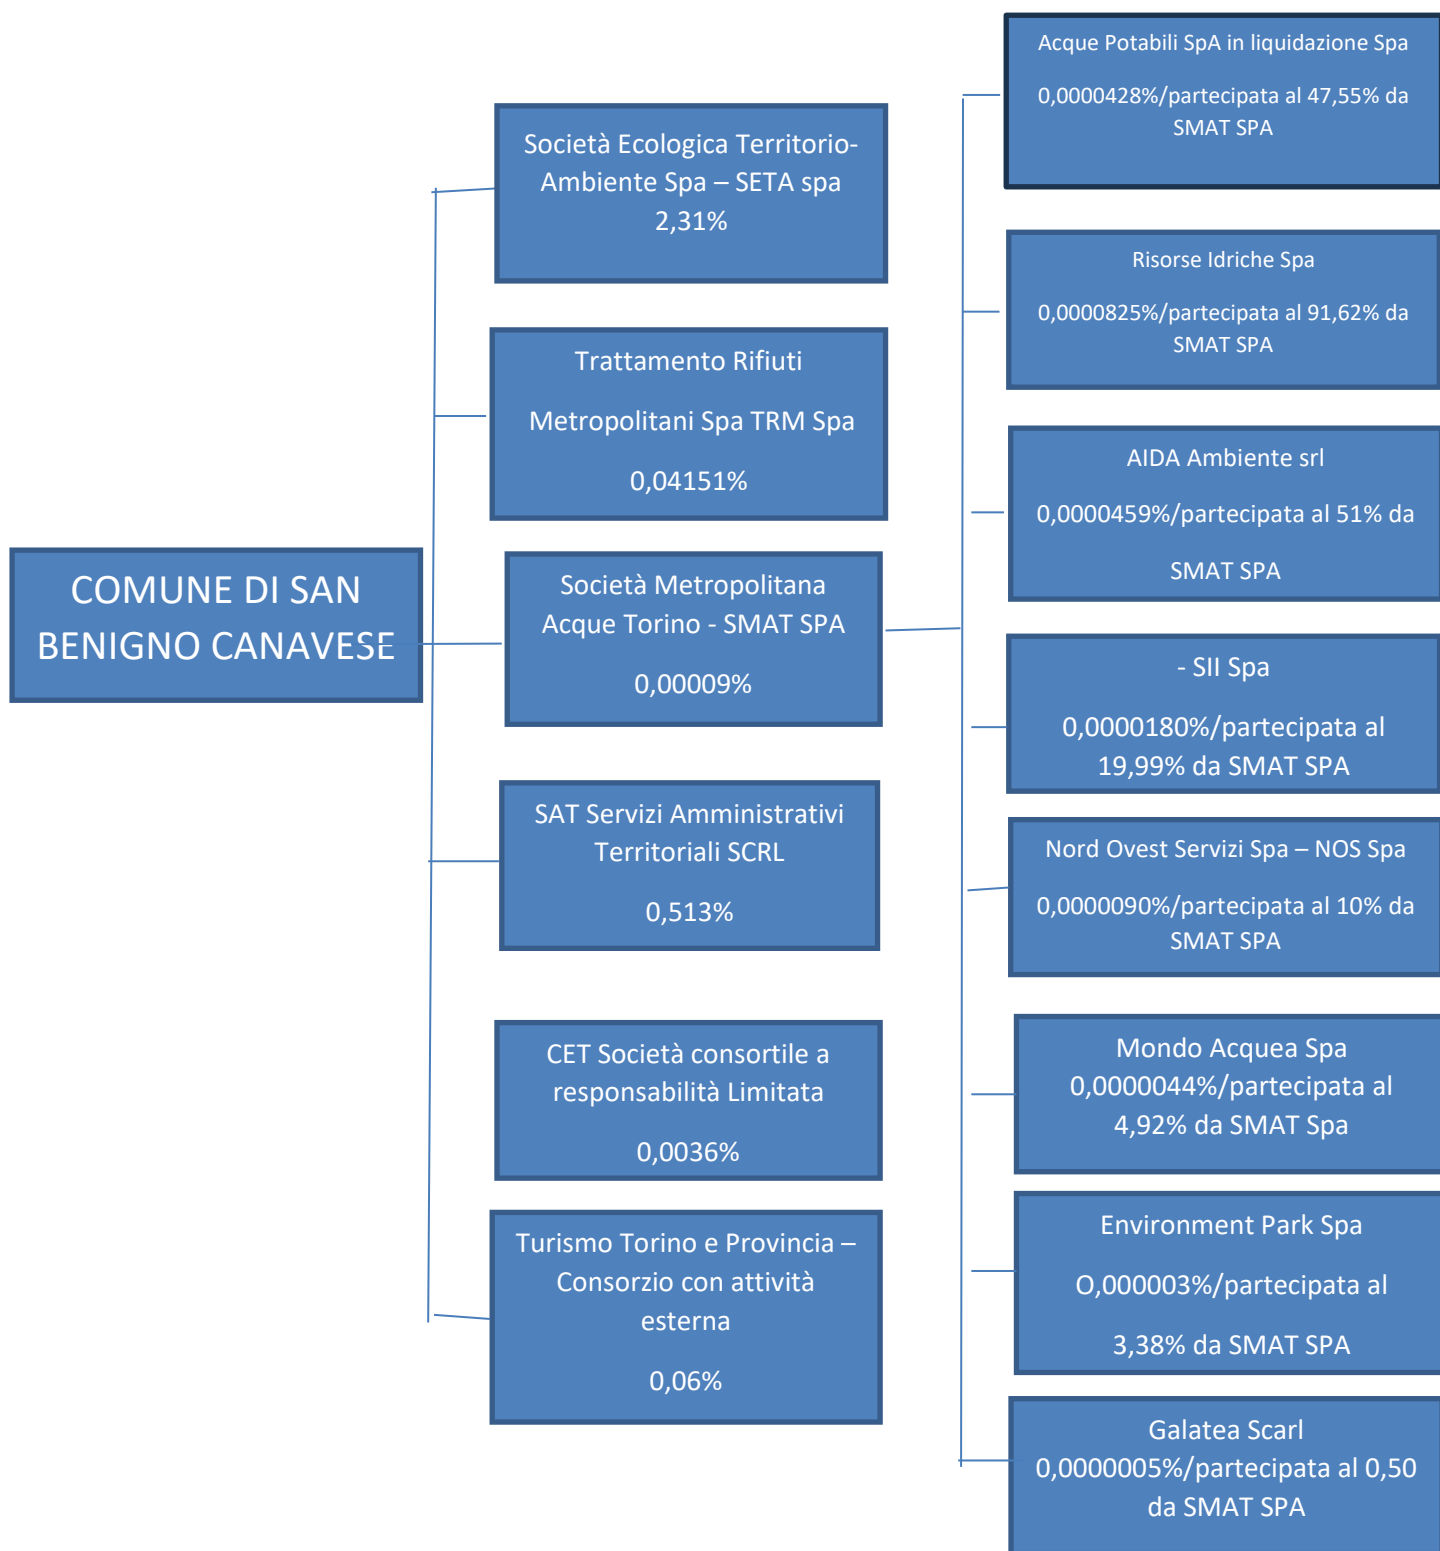 COMUNE DI SAN
BENIGNO CANAVESE
Società Ecologica Territorio-
Ambiente Spa – SETA spa
2,31%
Trattamento Rifiuti
Metropolitani Spa TRM Spa
0,04151%
Società Metropolitana
Acque Torino - SMAT SPA
0,00009%
SAT Servizi Amministrativi
Territoriali SCRL
0,513%
CET Società consortile a
responsabilità Limitata
0,0036%
Turismo Torino e Provincia –
Consorzio con attività
esterna
0,06%
Acque Potabili SpA in liquidazione Spa
0,0000428%/partecipata al 47,55% da
SMAT SPA
Risorse Idriche Spa
0,0000825%/partecipata al 91,62% da
SMAT SPA
AIDA Ambiente srl
0,0000459%/partecipata al 51% da
SMAT SPA
- SII Spa
0,0000180%/partecipata al
19,99% da SMAT SPA
Nord Ovest Servizi Spa – NOS Spa
0,0000090%/partecipata al 10% da
SMAT SPA
Mondo Acquea Spa
0,0000044%/partecipata al
4,92% da SMAT Spa
Environment Park Spa
O,000003%/partecipata al
3,38% da SMAT SPA
Galatea Scarl
0,0000005%/partecipata al 0,50
da SMAT SPA